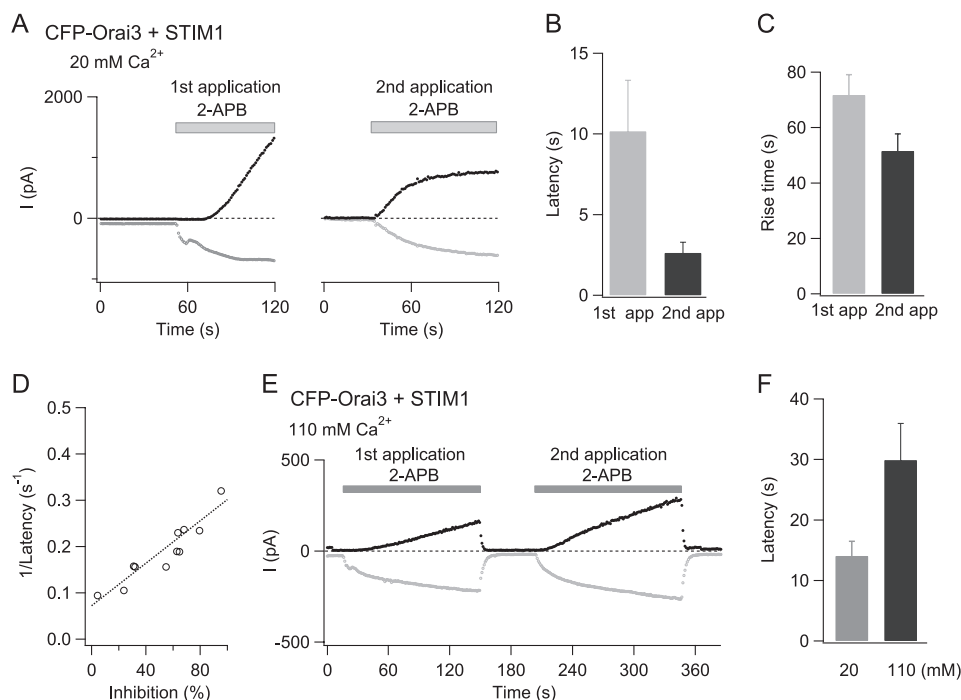 A
CFP-Orai3 + STIM1
20 mM Ca2+
1st application
2-APB
2nd application
2-APB
2000
0
I (pA)
0 60 120
0 60 120
Time (s)
Time (s)
B
15
10
5
0
Latency (s)
1st app 2nd app
C
80
60
40
20
0
Rise time (s)
1st app 2nd app
D
0.5
0.4
0.3
0.2
0.1
0.0
1/Latency (s-1)
0 40 80
Inhibition (%)
E
CFP-Orai3 + STIM1
110 mM Ca2+
1st application
2-APB
2nd application
2-APB
500
0
-500
I (pA)
0 60 120 180 240 300 360
Time (s)
F
40
30
20
10
0
Latency (s)
20 110 (mM)